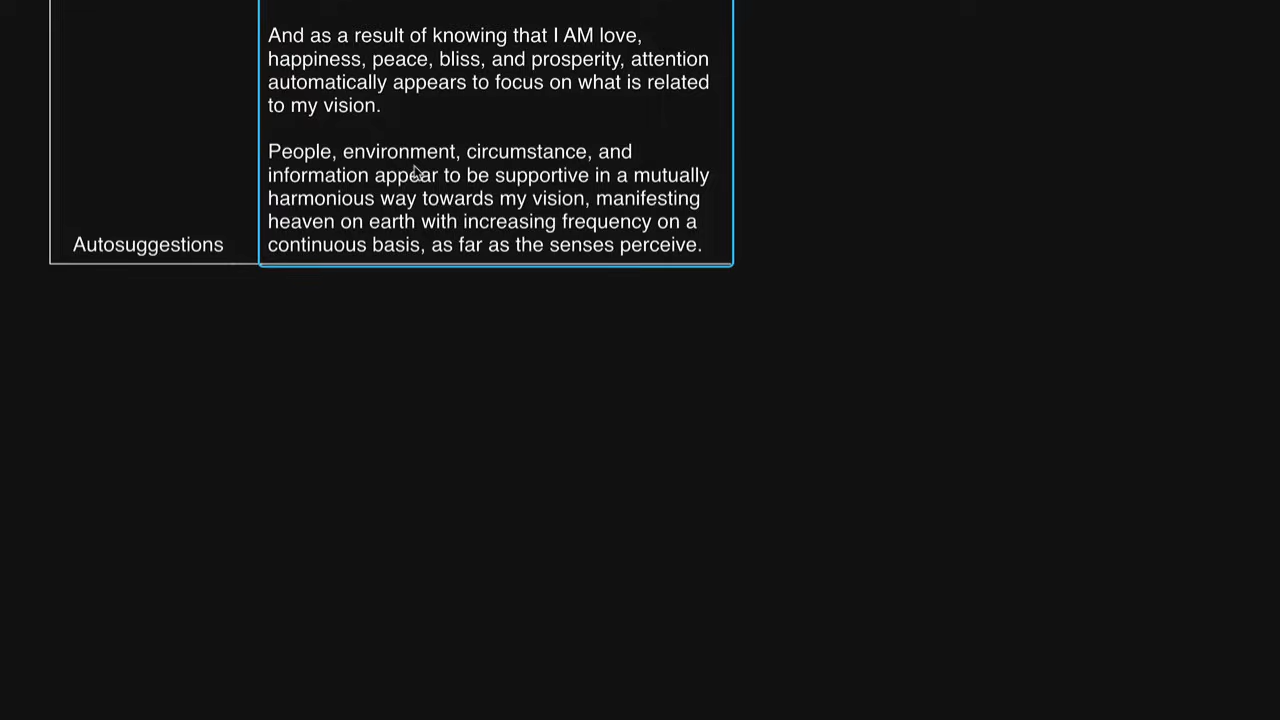 And as a result of knowing that I AM love,
happiness, peace, bliss, and prosperity, attention
automatically appears to focus on what is related
to my vision.
People, environment, circumstance, and
information appear to be supportive in a mutually
harmonious way towards my vision, manifesting
heaven on earth with increasing frequency on a
continuous basis, as far as the senses perceive.
Autosuggestions